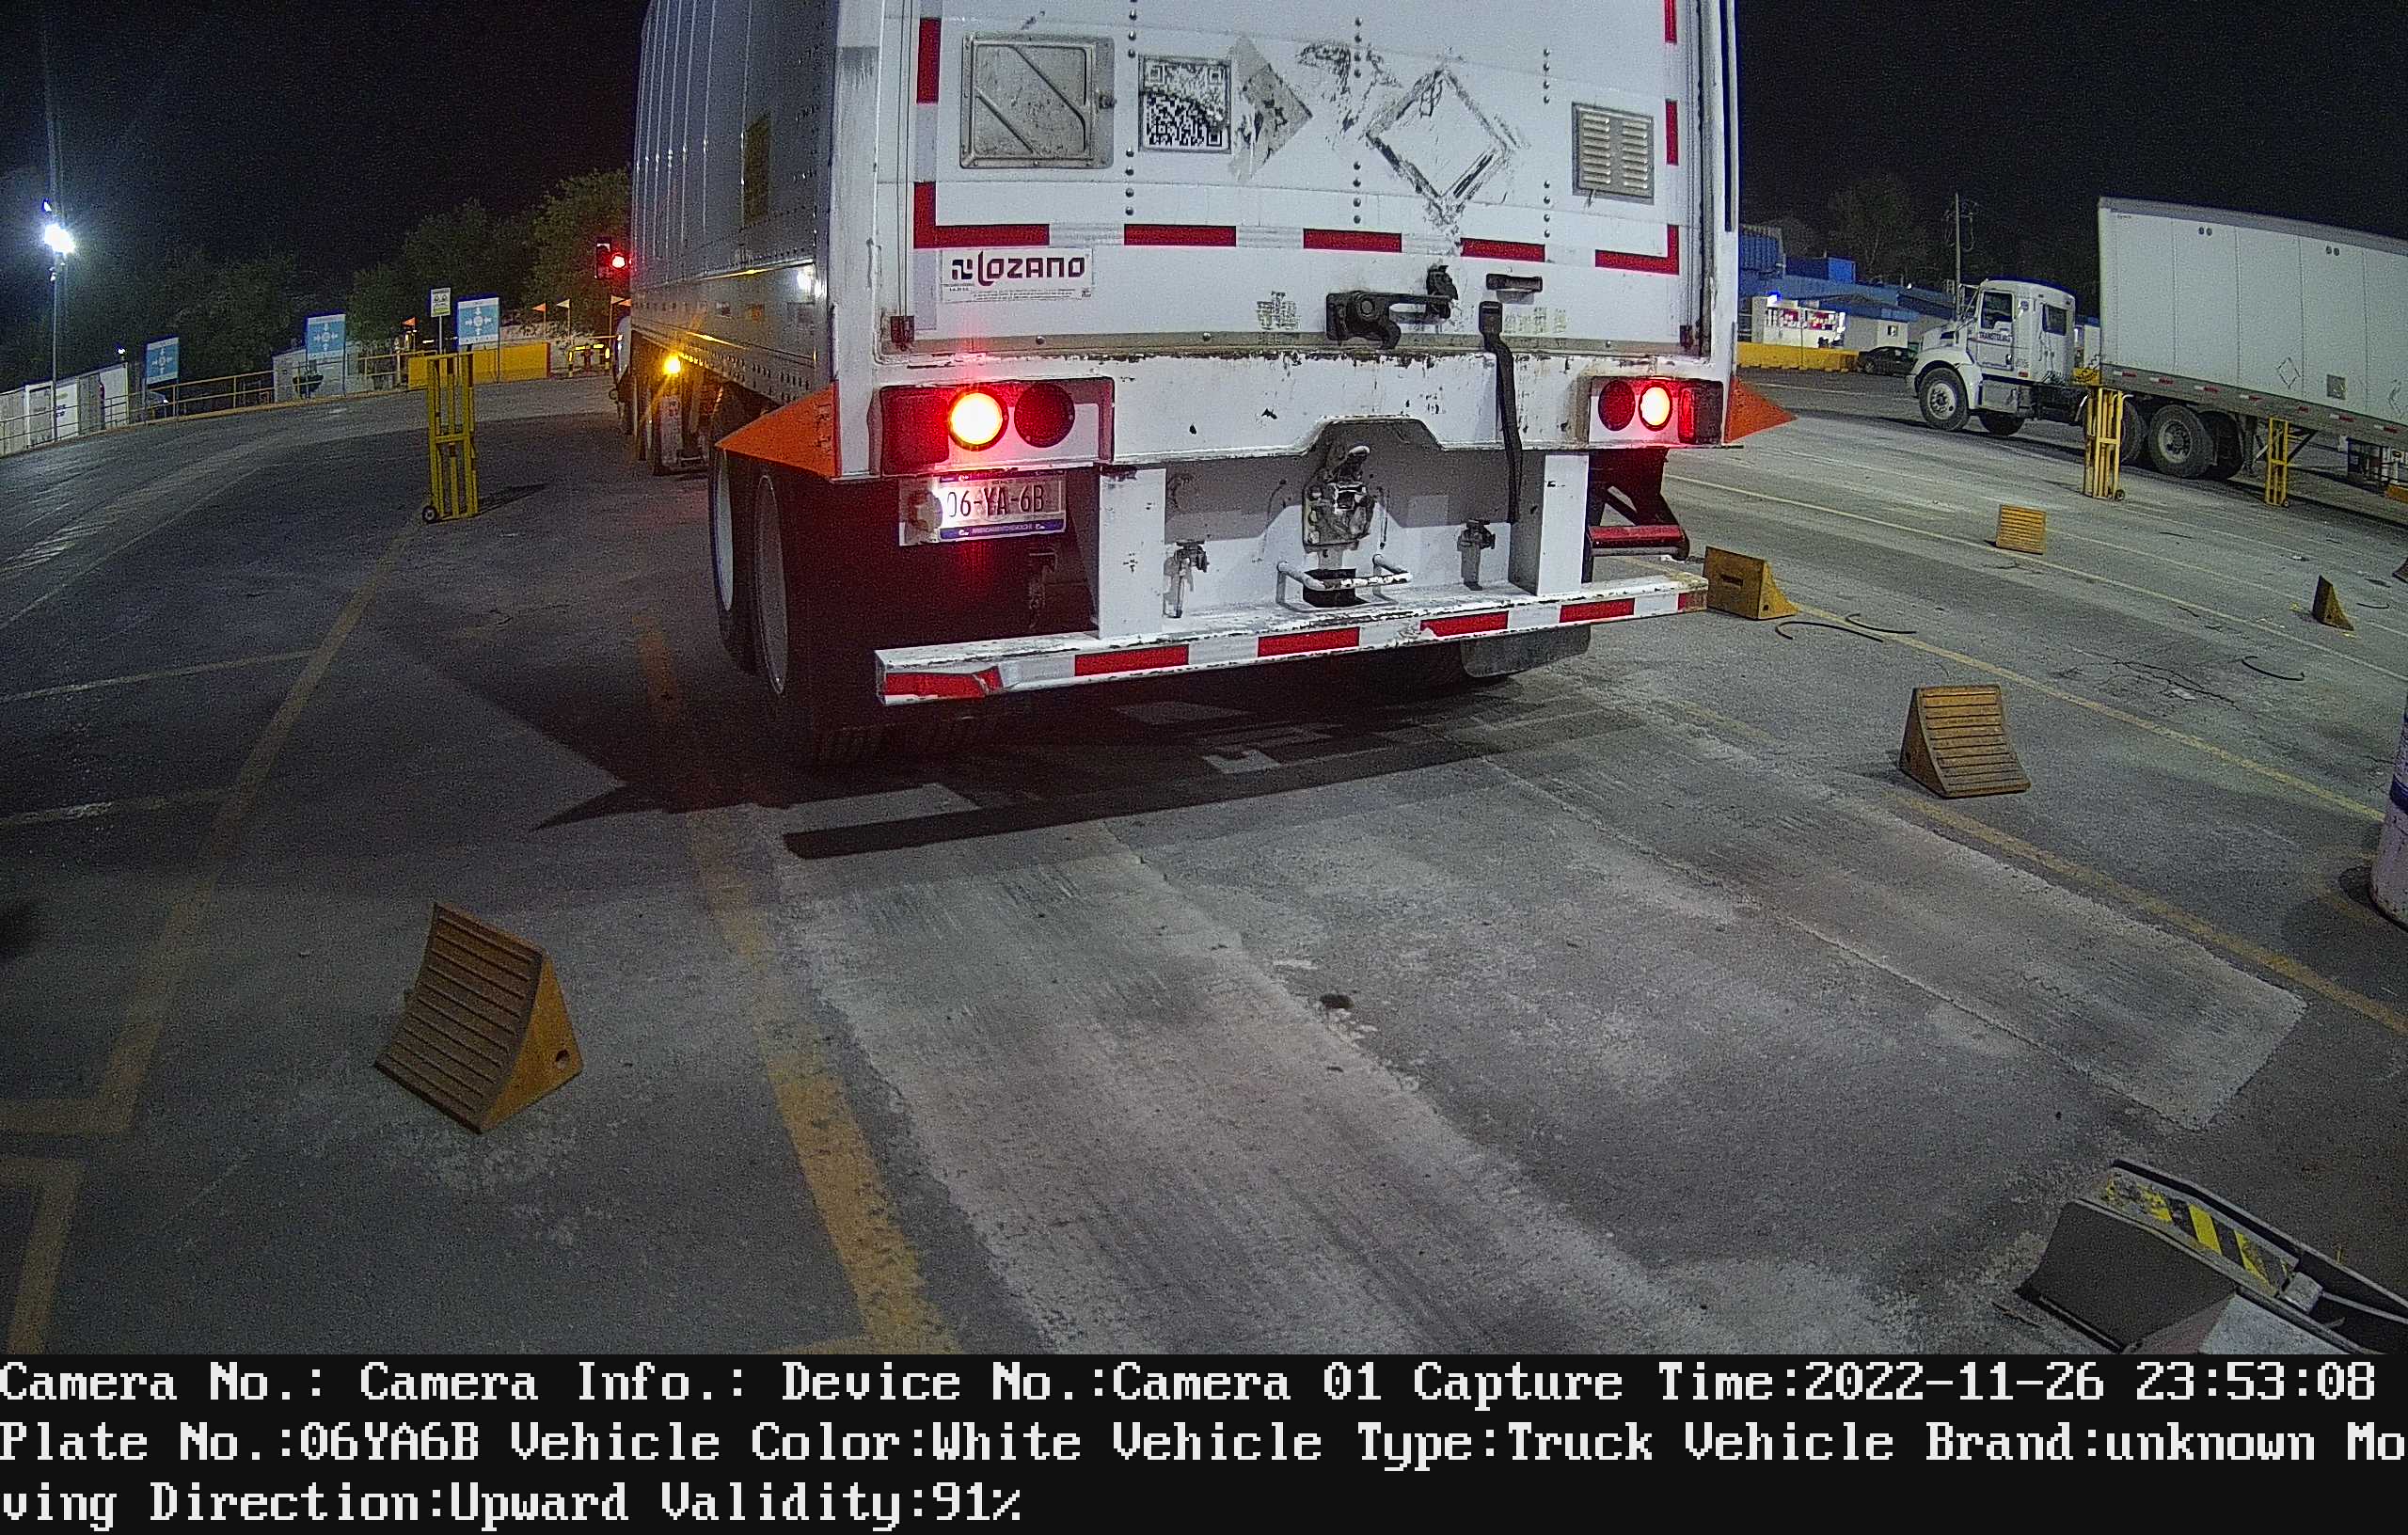 LOZANO
06-YA-6B
Camera No.: Camera Info.: Device No.:Camera 01 Capture Time:2022-11-26 23:53:08
Plate No.:06YA6B Vehicle Color:White Vehicle Type:Truck Vehicle Brand:unknown Mo
ving Direction:Upward Validity:91%